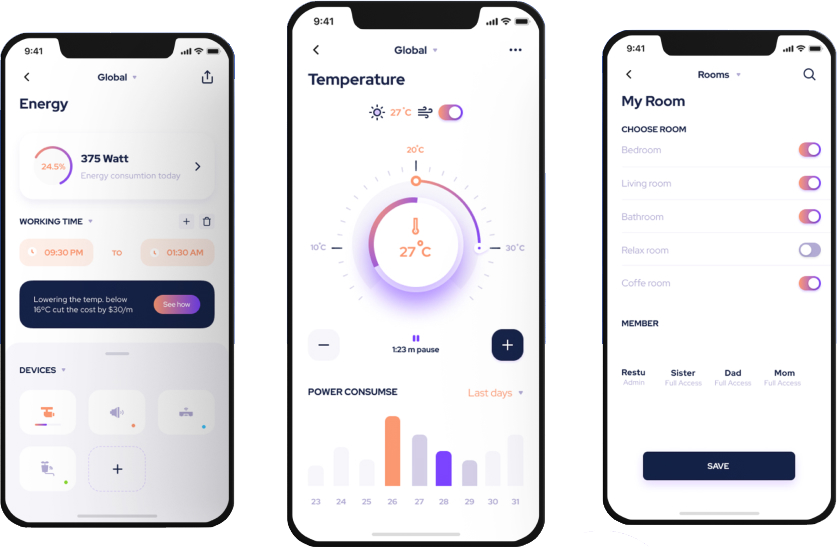 9:41
Global
Energy
24.5%
375 Watt
Energy consumtion today
WORKING TIME
09:30 PM
TO
01:30 AM
Lowering the temp. below
16°C cut the cost by $30/m
See how
DEVICES
9:41
Global
Temperature
27°C
20°C
10°C
30°C
27°C
1:23 m pause
POWER CONSUMSE
Last days
23 24 25 26 27 28 29 30 31
9:41
Rooms
My Room
CHOOSE ROOM
Bedroom
Living room
Bathroom
Relax room
Coffe room
MEMBER
Restu Sister Dad Mom
Admin Full Access Full Access Full Access
SAVE